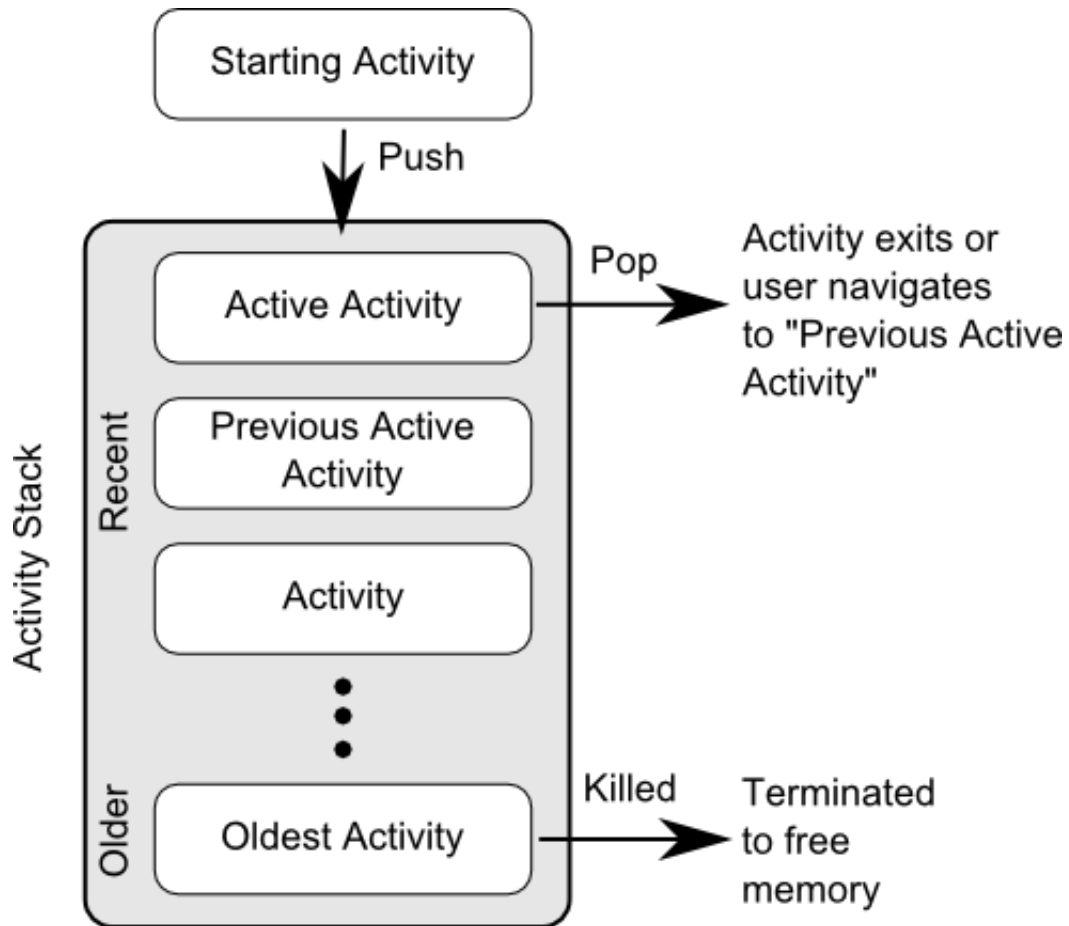 Starting Activity
Push
Active Activity
Pop
Activity exits or
user navigates
to "Previous Active
Activity"
Previous Active
Activity
Activity
Oldest Activity
Killed
Terminated
to free
memory
Activity Stack
Recent
Older